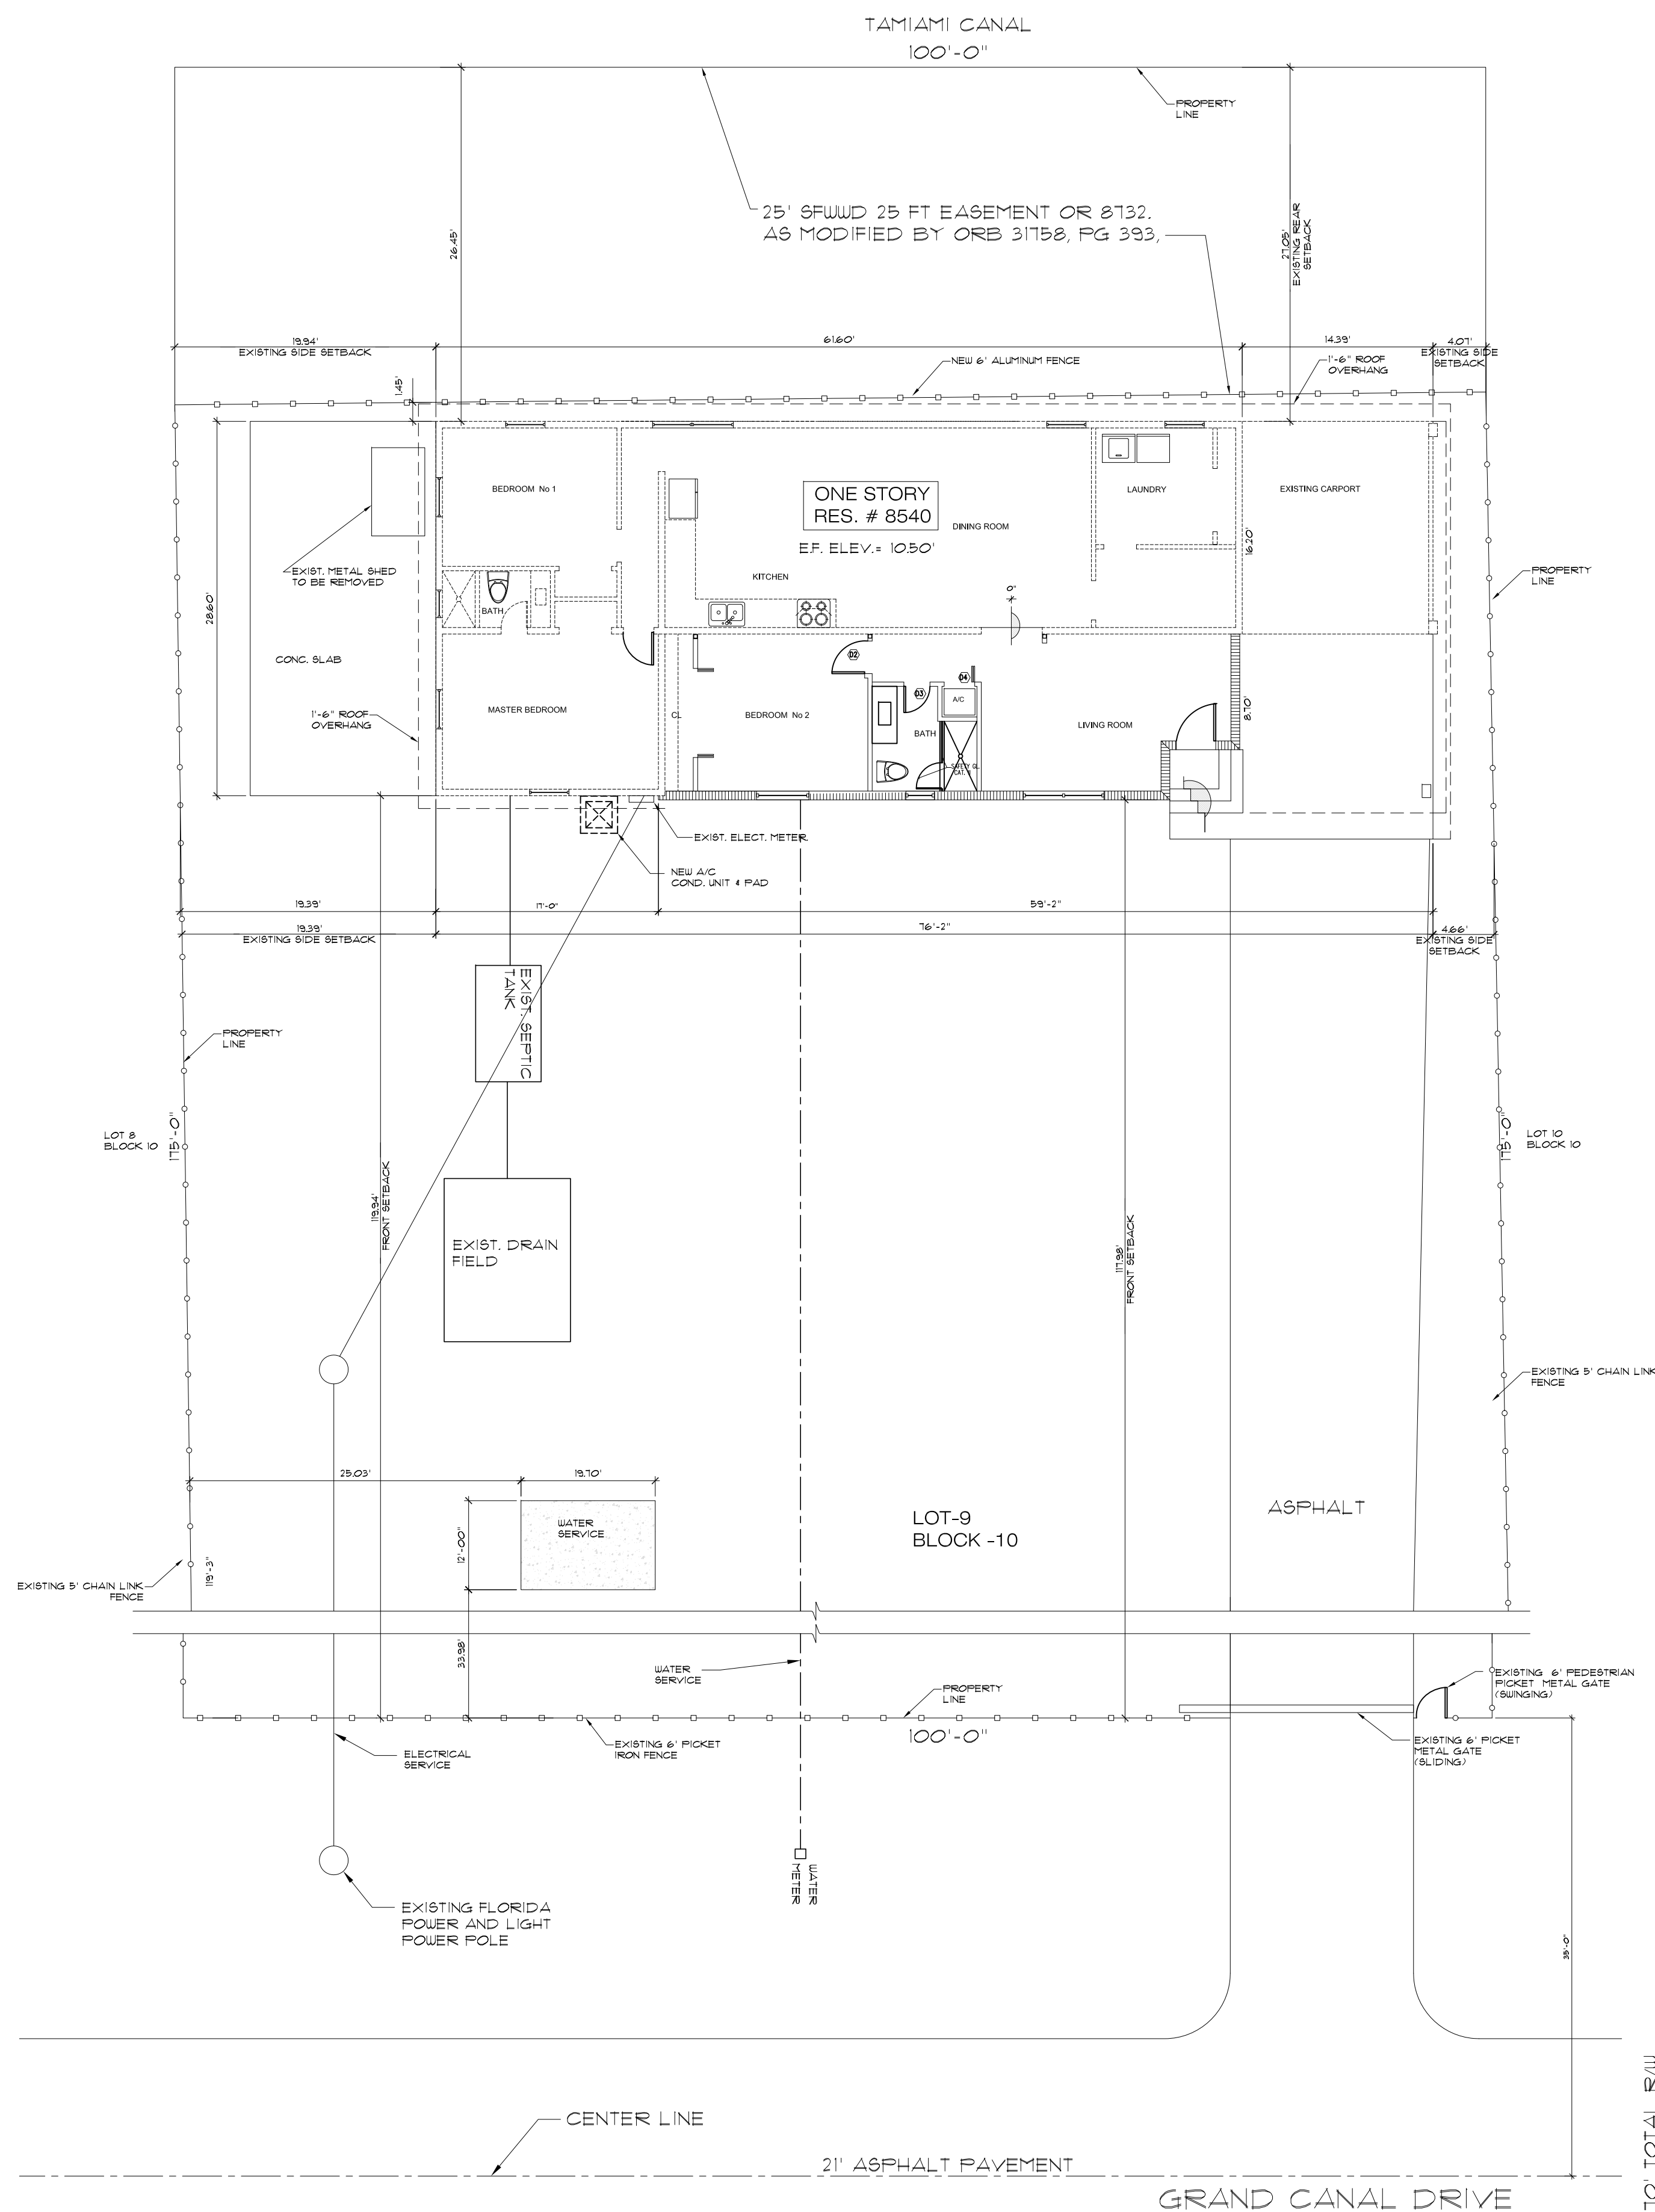 TAMIAMI CANAL
100'-0"
PROPERTY
LINE
25' SFWWD 25 FT EASEMENT OR 8732.
AS MODIFIED BY ORB 31758, PG 393,
26.45'
27.05'
EXISTING REAR
SETBACK
19.94'
EXISTING SIDE SETBACK
61.60'
14.39'
4.07'
EXISTING SIDE
SETBACK
NEW 6' ALUMINUM FENCE
1'-6" ROOF
OVERHANG
1.45'
BEDROOM No 1
ONE STORY
RES. # 8540
DINING ROOM
LAUNDRY
EXISTING CARPORT
E.F. ELEV.= 10.50'
16.20'
EXIST. METAL SHED
TO BE REMOVED
KITCHEN
PROPERTY
LINE
28.60'
BATH
0"
CONC. SLAB
D2
D3
D4
A/C
1'-6" ROOF
OVERHANG
MASTER BEDROOM
CL
BEDROOM No 2
BATH
LIVING ROOM
8.70'
SAFETY GL.
CAT. II
EXIST. ELECT. METER
NEW A/C
COND. UNIT & PAD
19.39'
17'-0"
59'-2"
19.39'
EXISTING SIDE SETBACK
76'-2"
4.66'
EXISTING SIDE
SETBACK
EXIST. SEPTIC
TANK
PROPERTY
LINE
LOT 8
BLOCK 10
175'-0"
175'-0"
LOT 10
BLOCK 10
119.94'
FRONT SETBACK
117.98'
FRONT SETBACK
EXIST. DRAIN
FIELD
EXISTING 5' CHAIN LINK
FENCE
25.03'
19.70'
WATER
SERVICE
12'-00"
LOT-9
BLOCK -10
ASPHALT
119'-3"
EXISTING 5' CHAIN LINK
FENCE
33.98'
WATER
SERVICE
PROPERTY
LINE
EXISTING 6' PEDESTRIAN
PICKET METAL GATE
(SWINGING)
100'-0"
ELECTRICAL
SERVICE
EXISTING 6' PICKET
IRON FENCE
EXISTING 6' PICKET
METAL GATE
(SLIDING)
WATER
METER
EXISTING FLORIDA
POWER AND LIGHT
POWER POLE
35'-0"
CENTER LINE
21' ASPHALT PAVEMENT
GRAND CANAL DRIVE
70' TOTAL R/W